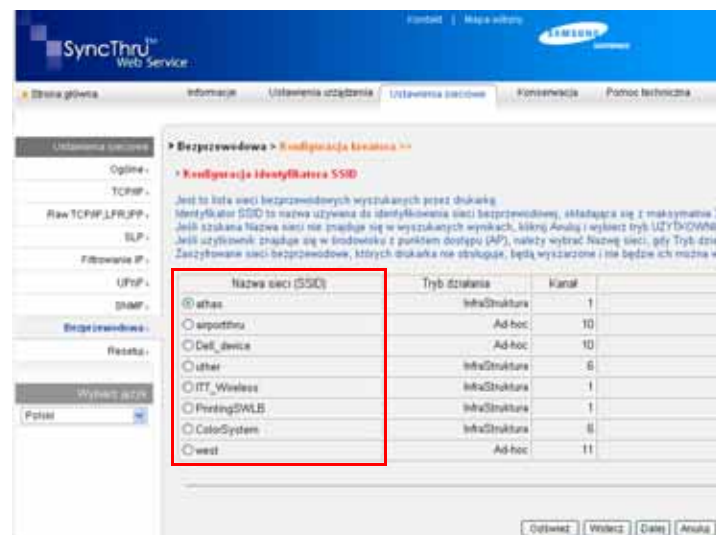 Kontakt | Mapa witryny
SAMSUNG
SyncThru™
Web Service
Strona główna
Informacje
Ustawienia urządzenia
Ustawienia sieciowe
Konserwacja
Pomoc techniczna
Ustawienia sieciowe
Ogólne
TCP/IP
Raw TCP/IP,LPR,IPP
SLP
Filtrowanie IP
UPnP
SNMP
Bezprzewodowa
Resetuj
Wybierz język
Polski
Bezprzewodowa > Konfiguracja kreatora >>
Konfiguracja identyfikatora SSID
Jest to lista sieci bezprzewodowych wyszukanych przez drukarkę.
Identyfikator SSID to nazwa używana do identyfikowania sieci bezprzewodowej, składająca się z maksymalnie
Jeśli szukana Nazwa sieci nie znajduje się w wyszukanych wynikach, kliknij Anuluj i wybierz tryb
Jeśli użytkownik znajduje się w środowisku z punktem dostępu (AP), należy wybrać Nazwę sieci, gdy Tryb
Zaszyfrowane sieci bezprzewodowe, których drukarka nie obsługuje, będą wyszarzone i nie będzie ich można
Nazwa sieci (SSID) Tryb działania Kanał
athas InfraStruktura 1
airportthru Ad-hoc 10
Dell_device Ad-hoc 10
uther InfraStruktura 6
ITT_Wireless InfraStruktura 1
PrintingSWLB InfraStruktura 1
ColorSystem InfraStruktura 6
west Ad-hoc 11
Odśwież Wstecz Dalej Anuluj